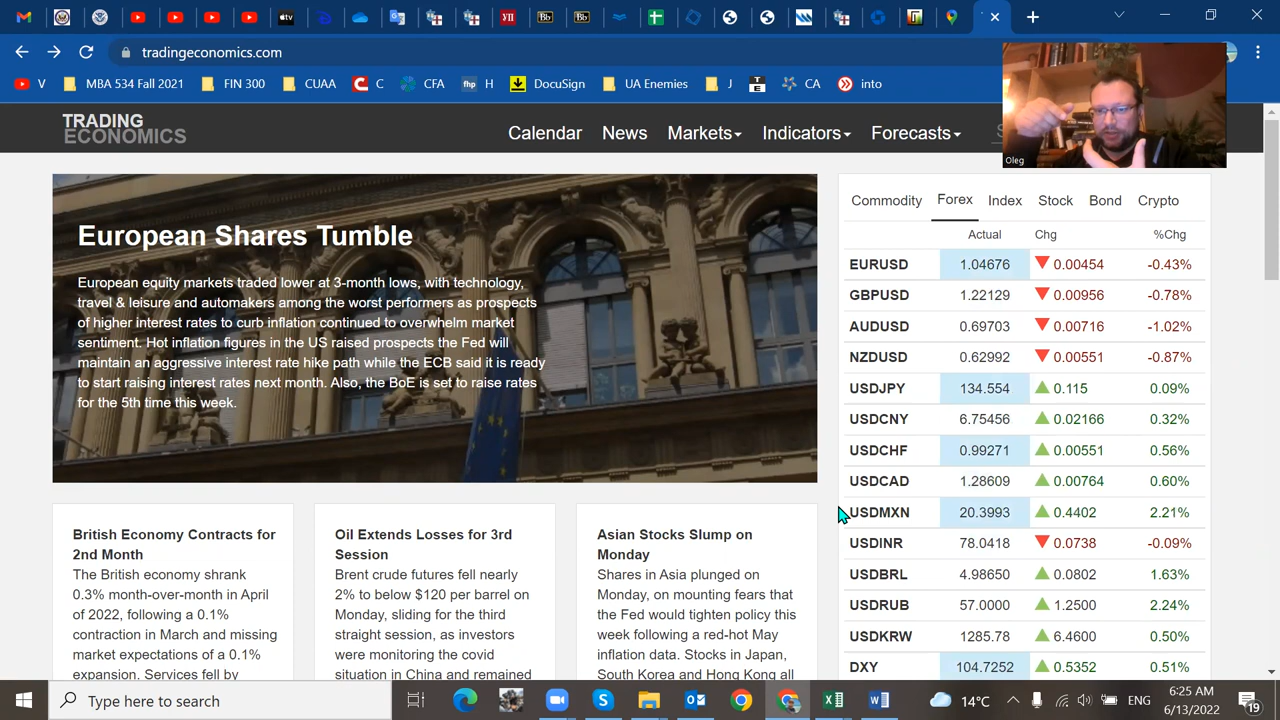 tradingeconomics.com
V MBA 534 Fall 2021 FIN 300 CUAA C CFA fhp H DocuSign UA Enemies J TE CA into
TRADING
ECONOMICS
Calendar News Markets Indicators Forecasts
Oleg
European Shares Tumble
European equity markets traded lower at 3-month lows, with technology,
travel & leisure and automakers among the worst performers as prospects
of higher interest rates to curb inflation continued to overwhelm market
sentiment. Hot inflation figures in the US raised prospects the Fed will
maintain an aggressive interest rate hike path while the ECB said it is ready
to start raising interest rates next month. Also, the BoE is set to raise rates
for the 5th time this week.
Commodity Forex Index Stock Bond Crypto
Actual Chg %Chg
EURUSD 1.04676 0.00454 -0.43%
GBPUSD 1.22129 0.00956 -0.78%
AUDUSD 0.69703 0.00716 -1.02%
NZDUSD 0.62992 0.00551 -0.87%
USDJPY 134.554 0.115 0.09%
USDCNY 6.75456 0.02166 0.32%
USDCHF 0.99271 0.00551 0.56%
USDCAD 1.28609 0.00764 0.60%
USDMXN 20.3993 0.4402 2.21%
USDINR 78.0418 0.0738 -0.09%
USDBRL 4.98650 0.0802 1.63%
USDRUB 57.0000 1.2500 2.24%
USDKRW 1285.78 6.4600 0.50%
DXY 104.7252 0.5352 0.51%
British Economy Contracts for
2nd Month
The British economy shrank
0.3% month-over-month in April
of 2022, following a 0.1%
contraction in March and missing
market expectations of a 0.1%
expansion. Services fell by
Oil Extends Losses for 3rd
Session
Brent crude futures fell nearly
2% to below $120 per barrel on
Monday, sliding for the third
straight session, as investors
were monitoring the covid
situation in China and remained
Asian Stocks Slump on
Monday
Shares in Asia plunged on
Monday, on mounting fears that
the Fed would tighten policy this
week following a red-hot May
inflation data. Stocks in Japan,
South Korea and Hong Kong all
Type here to search
14°C ENG
6:25 AM
6/13/2022
19